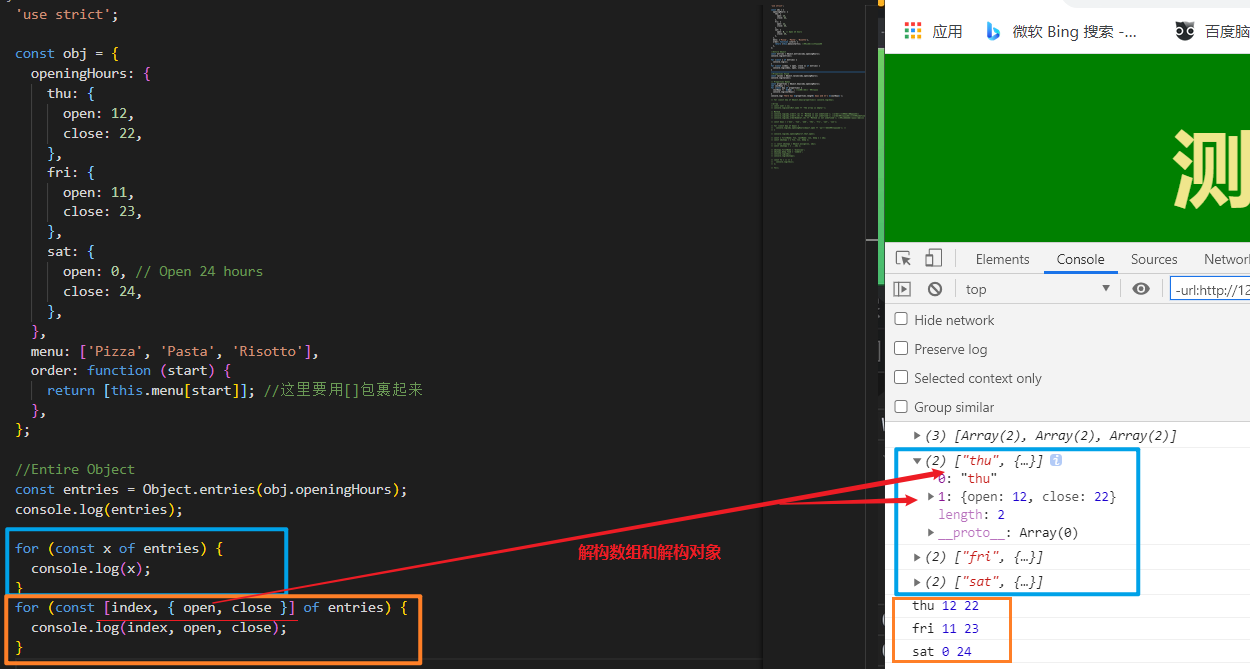 'use strict';
const obj = {
openingHours: {
thu: {
open: 12,
close: 22,
},
fri: {
open: 11,
close: 23,
},
sat: {
open: 0, // Open 24 hours
close: 24,
},
},
menu: ['Pizza', 'Pasta', 'Risotto'],
order: function (start) {
return [this.menu[start]]; //这里要用[]包裹起来
},
};
//Entire Object
const entries = Object.entries(obj.openingHours);
console.log(entries);
for (const x of entries) {
console.log(x);
}
for (const [index, { open, close }] of entries) {
console.log(index, open, close);
}
解构数组和解构对象
应用
微软 Bing 搜索 -...
百度脑
测
Elements Console Sources Networ
top
-url:http://12
Hide network
Preserve log
Selected context only
Group similar
(3) [Array(2), Array(2), Array(2)]
(2) ["thu", {…}]
0: "thu"
1: {open: 12, close: 22}
length: 2
__proto__: Array(0)
(2) ["fri", {…}]
(2) ["sat", {…}]
thu 12 22
fri 11 23
sat 0 24